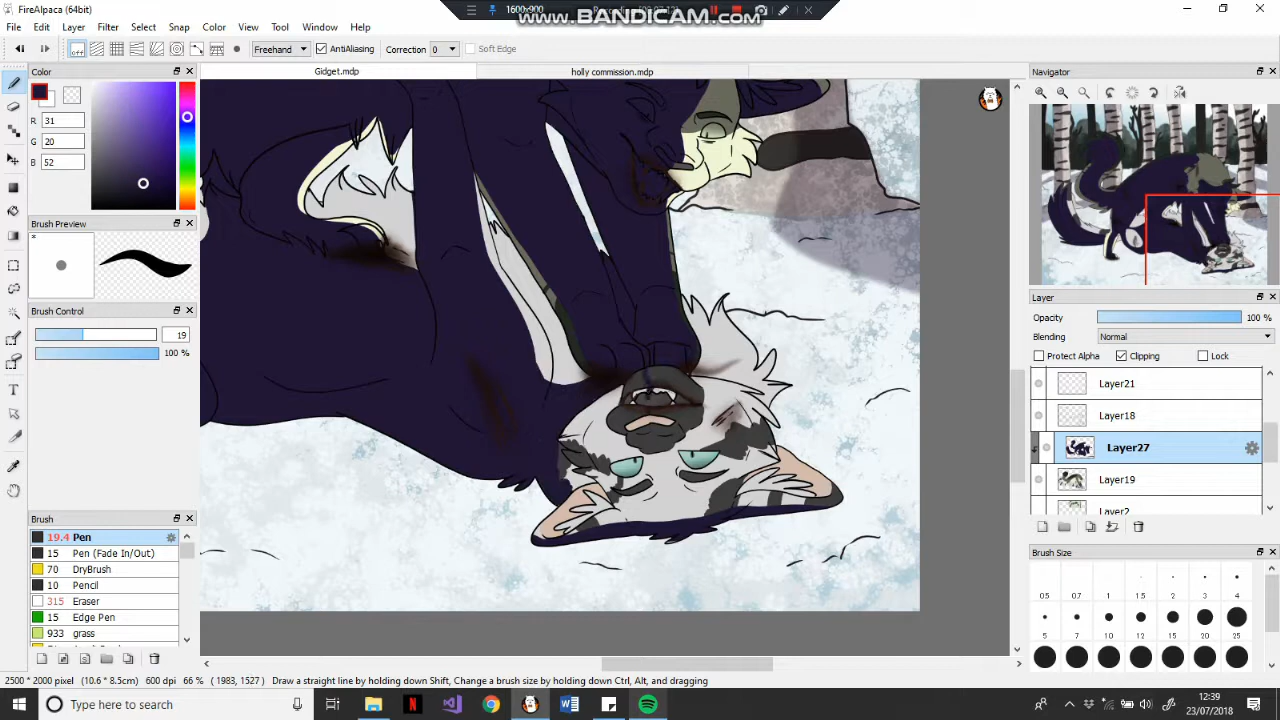 FireAlpaca (64bit)
1600x900
www.BANDICAM.com
File Edit Layer Filter Select Snap Color View Tool Window Help
Freehand AntiAliasing Correction 0 Soft Edge
Color
Gidget.mdp
holly commission.mdp
Navigator
R 31
G 20
B 52
Brush Preview
Layer
Brush Control
Opacity 100 %
19
Blending Normal
100 %
Protect Alpha Clipping Lock
Layer21
Layer18
Layer27
Layer19
Layer2
Brush
19.4 Pen
15 Pen (Fade In/Out)
70 DryBrush
10 Pencil
315 Eraser
15 Edge Pen
933 grass
Brush Size
0.5 0.7 1 1.5 2 3 4
5 7 10 12 15 20 25
2500 * 2000 pixel (10.6 * 8.5cm) 600 dpi 66 % (1983, 1527) Draw a straight line by holding down Shift, Change a brush size by holding down Ctrl, Alt, and dragging
Type here to search
12:39
23/07/2018